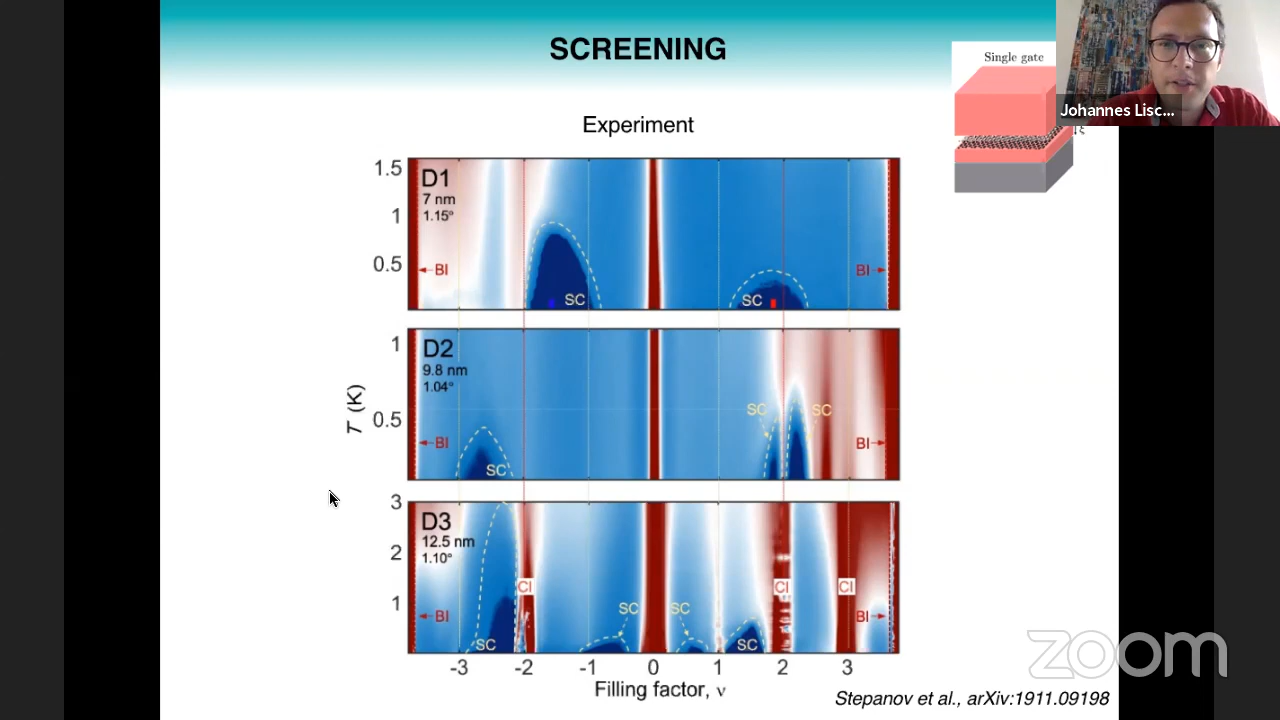 SCREENING
Single gate
Johannes Lisc...
ξ
Experiment
1.5
1
0.5
D1
7 nm
1.15°
←BI
SC
SC
BI→
1
0.5
D2
9.8 nm
1.04°
←BI
SC
SC
SC
BI→
T (K)
3
2
1
D3
12.5 nm
1.10°
←BI
SC
CI
SC
SC
SC
CI
CI
BI→
-3 -2 -1 0 1 2 3
Filling factor, ν
zoom
Stepanov et al., arXiv:1911.09198